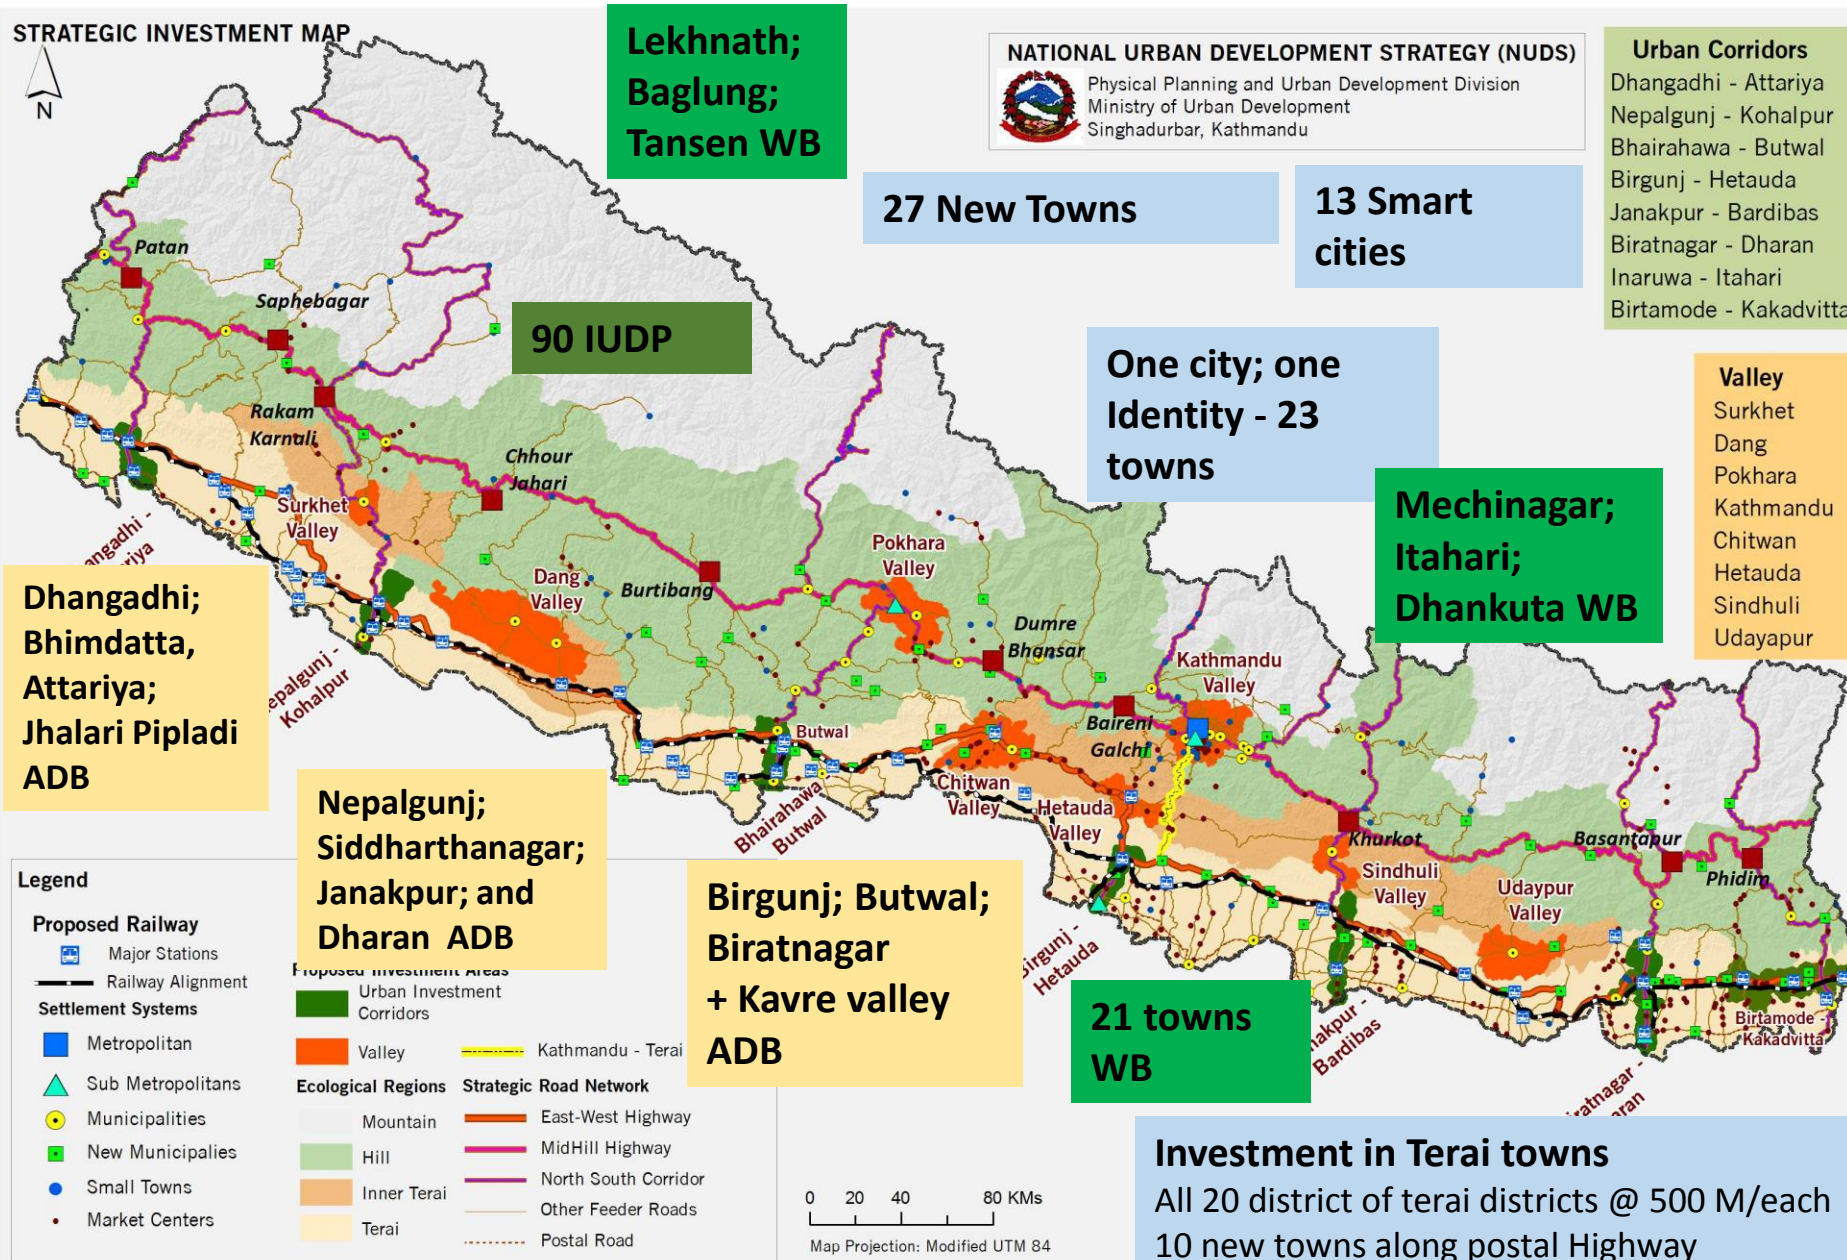 STRATEGIC INVESTMENT MAP
N
Lekhnath;
Baglung;
Tansen WB
NATIONAL URBAN DEVELOPMENT STRATEGY (NUDS)
Physical Planning and Urban Development Division
Ministry of Urban Development
Singhadurbar, Kathmandu
Urban Corridors
Dhangadhi - Attariya
Nepalgunj - Kohalpur
Bhairahawa - Butwal
Birgunj - Hetauda
Janakpur - Bardibas
Biratnagar - Dharan
Inaruwa - Itahari
Birtamode - Kakadvitta
27 New Towns
13 Smart
cities
90 IUDP
One city; one
Identity - 23
towns
Valley
Surkhet
Dang
Pokhara
Kathmandu
Chitwan
Hetauda
Sindhuli
Udayapur
Mechinagar;
Itahari;
Dhankuta WB
Patan
Saphebagar
Rakam
Karnali
Chhour
Jahari
Surkhet
Valley
Dang
Valley
Burtibang
Pokhara
Valley
Dumre
Bhansar
Kathmandu
Valley
Baireni
Galchi
Butwal
Chitwan
Valley
Hetauda
Valley
Khurkot
Sindhuli
Valley
Udaypur
Valley
Basantapur
Phidim
angadhi -
riya
epalgunj -
Kohalpur
Bhairahawa -
Butwal
Birgunj -
Hetauda
nakpur -
Bardibas
ratnagar -
aran
Birtamode -
Kakadvitta
Dhangadhi;
Bhimdatta,
Attariya;
Jhalari Pipladi
ADB
Nepalgunj;
Siddharthanagar;
Janakpur; and
Dharan ADB
Birgunj; Butwal;
Biratnagar
+ Kavre valley
ADB
21 towns
WB
Investment in Terai towns
All 20 district of terai districts @ 500 M/each
10 new towns along postal Highway
Legend
Proposed Railway
Major Stations
Railway Alignment
Settlement Systems
Metropolitan
Sub Metropolitans
Municipalities
New Municipalies
Small Towns
Market Centers
Proposed Investment Areas
Urban Investment
Corridors
Valley
Kathmandu - Terai
Ecological Regions
Mountain
Hill
Inner Terai
Terai
Strategic Road Network
East-West Highway
MidHill Highway
North South Corridor
Other Feeder Roads
Postal Road
0 20 40 80 KMs
Map Projection: Modified UTM 84